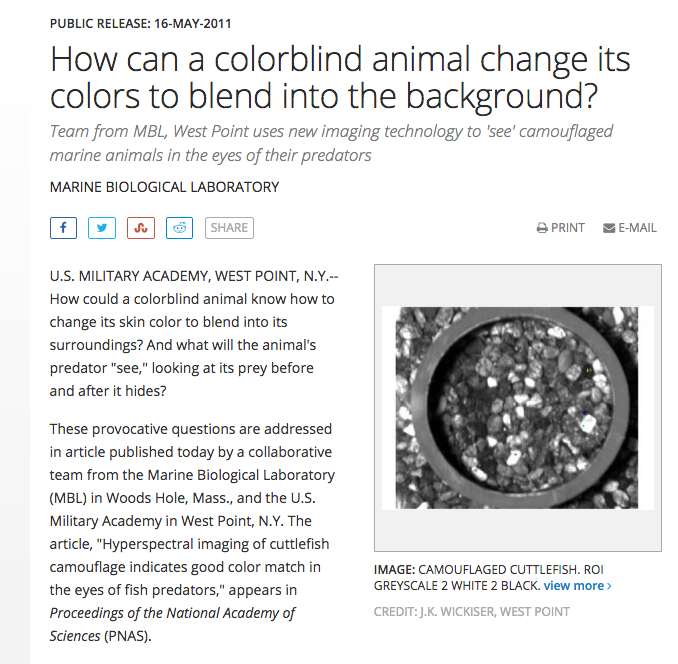 PUBLIC RELEASE: 16-MAY-2011
How can a colorblind animal change its
colors to blend into the background?
Team from MBL, West Point uses new imaging technology to 'see' camouflaged
marine animals in the eyes of their predators
MARINE BIOLOGICAL LABORATORY
SHARE
PRINT
E-MAIL
U.S. MILITARY ACADEMY, WEST POINT, N.Y.--
How could a colorblind animal know how to
change its skin color to blend into its
surroundings? And what will the animal's
predator "see," looking at its prey before
and after it hides?
These provocative questions are addressed
in article published today by a collaborative
team from the Marine Biological Laboratory
(MBL) in Woods Hole, Mass., and the U.S.
Military Academy in West Point, N.Y. The
article, "Hyperspectral imaging of cuttlefish
camouflage indicates good color match in
the eyes of fish predators," appears in
Proceedings of the National Academy of
Sciences (PNAS).
IMAGE: CAMOUFLAGED CUTTLEFISH. ROI
GREYSCALE 2 WHITE 2 BLACK. view more >
CREDIT: J.K. WICKISER, WEST POINT